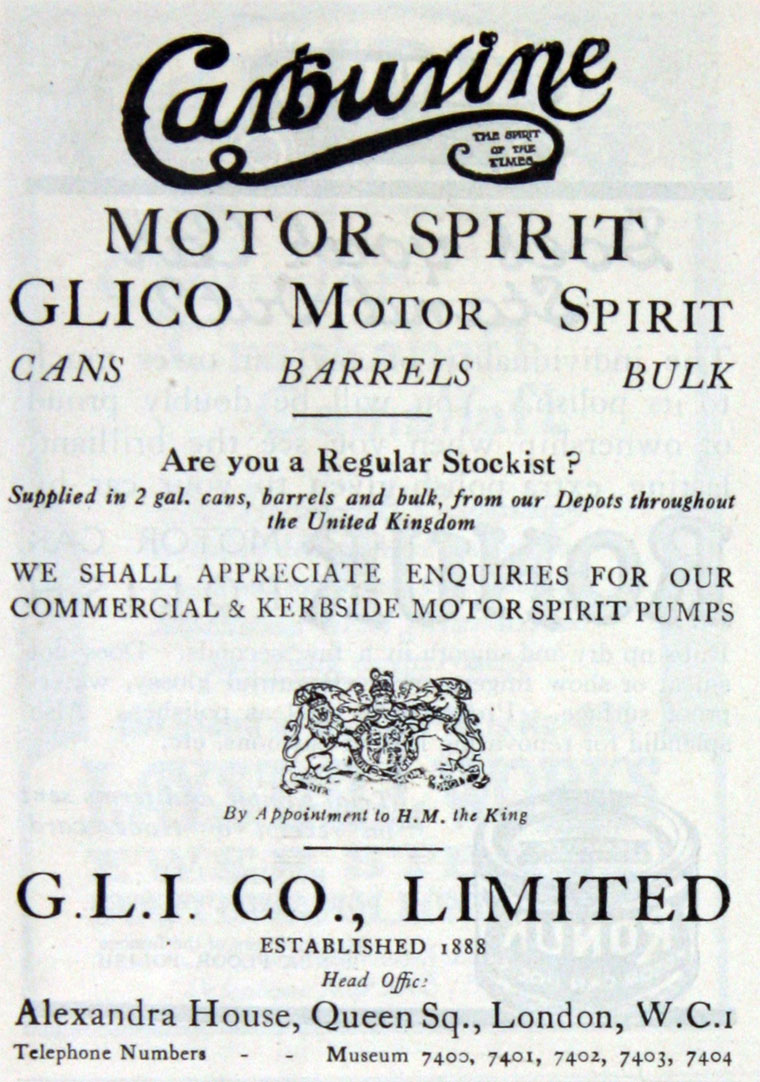 Carburine
THE SPIRIT
OF THE
TIMES
MOTOR SPIRIT
GLICO MOTOR SPIRIT
CANS BARRELS BULK
Are you a Regular Stockist ?
Supplied in 2 gal. cans, barrels and bulk, from our Depots throughout
the United Kingdom
WE SHALL APPRECIATE ENQUIRIES FOR OUR
COMMERCIAL & KERBSIDE MOTOR SPIRIT PUMPS
By Appointment to H.M. the King
G.L.I. CO., LIMITED
ESTABLISHED 1888
Head Office:
Alexandra House, Queen Sq., London, W.C.1
Telephone Numbers - - Museum 7400, 7401, 7402, 7403, 7404